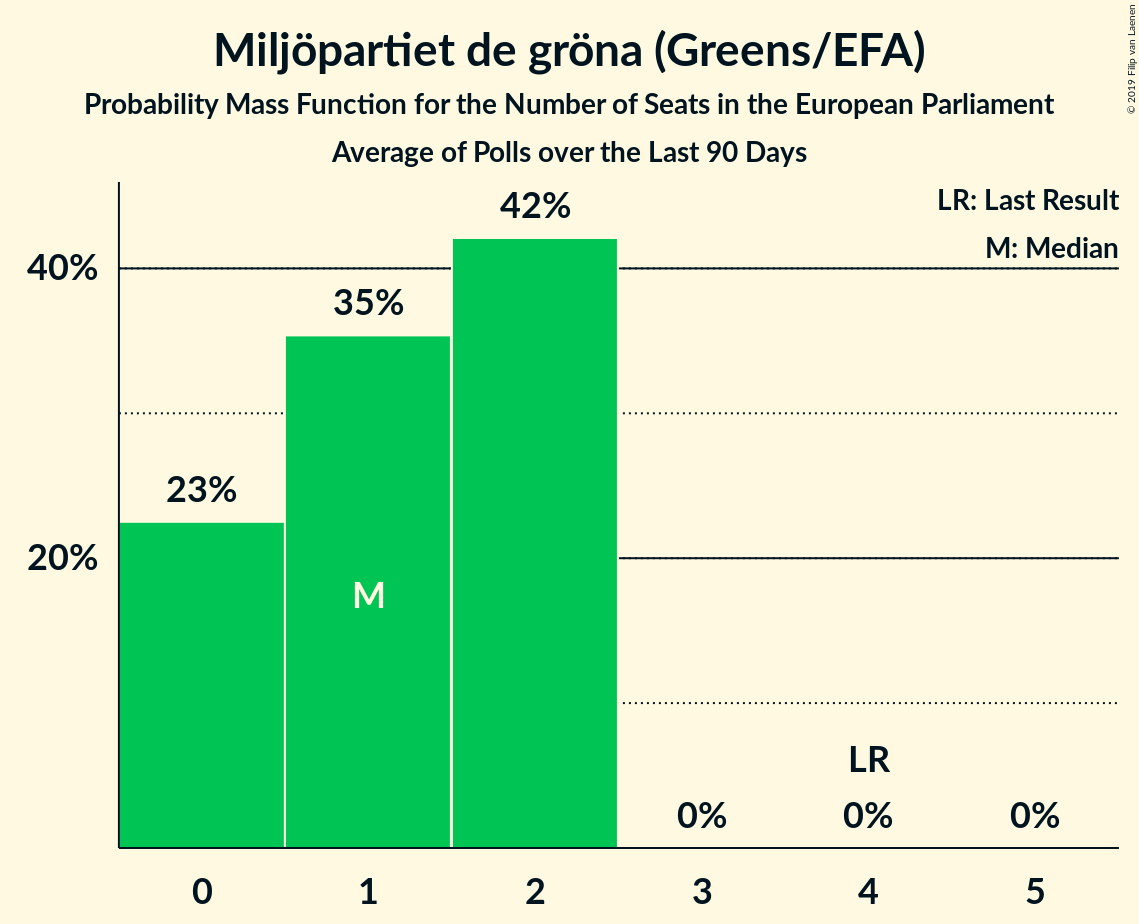 Miljöpartiet de gröna (Greens/EFA)
Probability Mass Function for the Number of Seats in the European Parliament
Average of Polls over the Last 90 Days
© 2019 Filip van Laenen
LR: Last Result
M: Median
40%
20%
23%
35%
42%
M
LR
0%
0%
0%
0
1
2
3
4
5